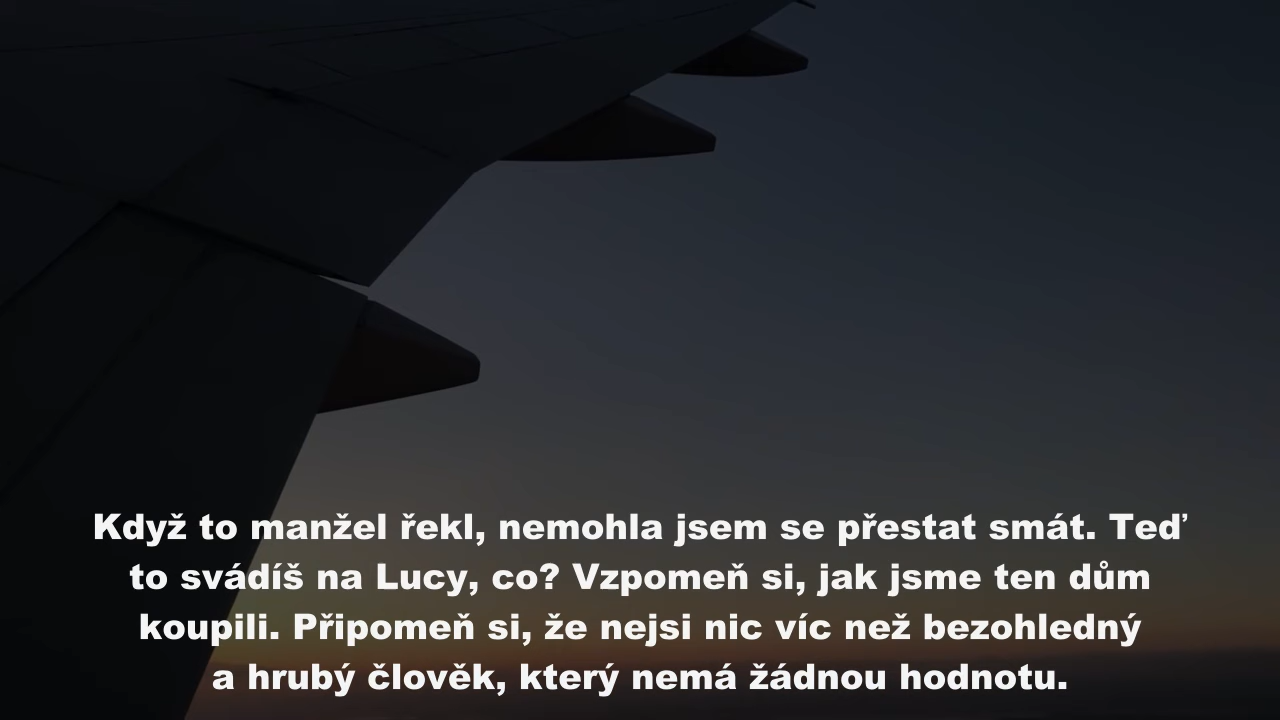 Když to manžel řekl, nemohla jsem se přestat smát. Teď
to svádíš na Lucy, co? Vzpomeň si, jak jsme ten dům
koupili. Připomeň si, že nejsi nic víc než bezohledný
a hrubý člověk, který nemá žádnou hodnotu.